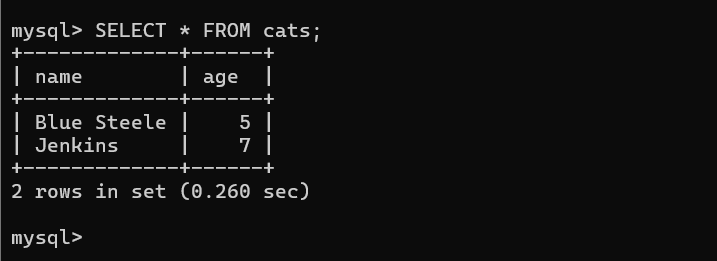 mysql> SELECT * FROM cats;
+-------------+------+
| name        | age  |
+-------------+------+
| Blue Steele |    5 |
| Jenkins     |    7 |
+-------------+------+
2 rows in set (0.260 sec)
mysql>